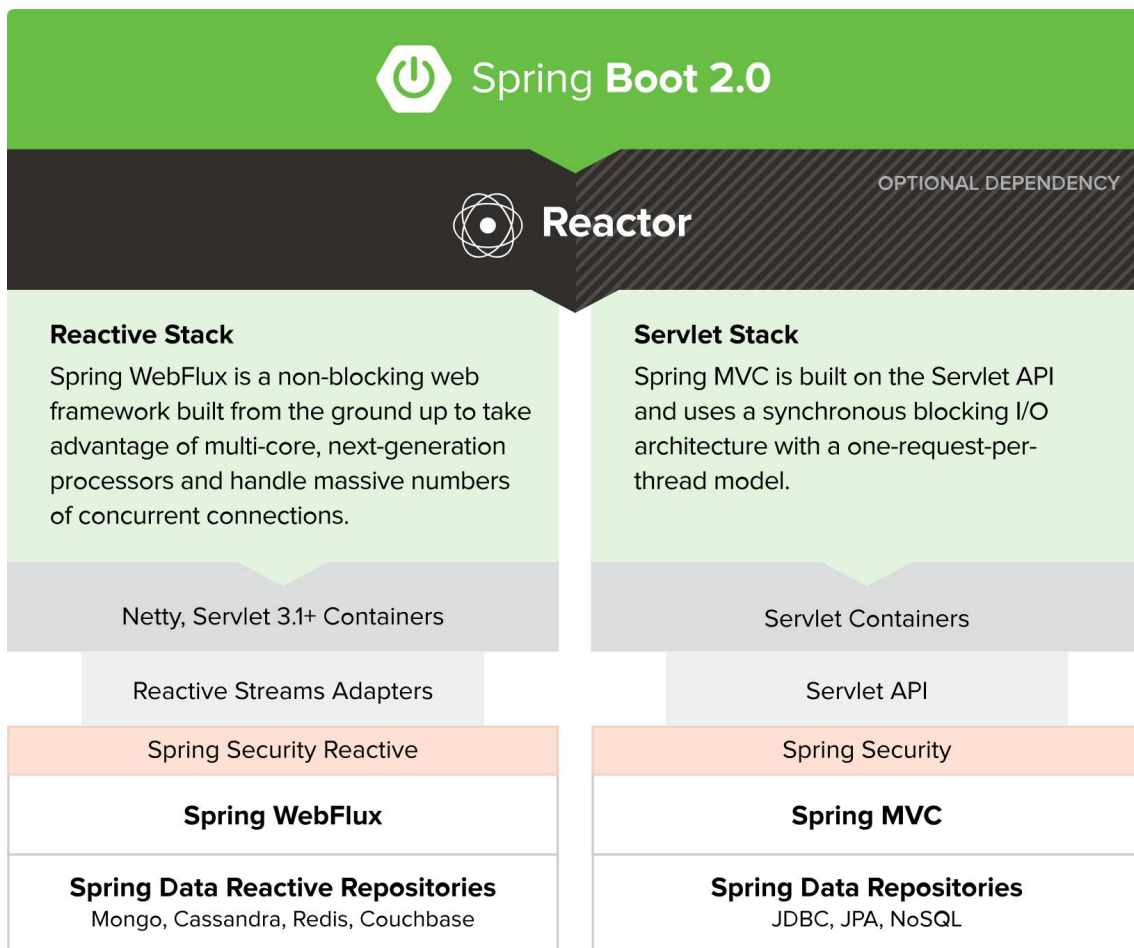 Spring Boot 2.0
OPTIONAL DEPENDENCY
Reactor
Reactive Stack
Spring WebFlux is a non-blocking web
framework built from the ground up to take
advantage of multi-core, next-generation
processors and handle massive numbers
of concurrent connections.
Netty, Servlet 3.1+ Containers
Reactive Streams Adapters
Spring Security Reactive
Spring WebFlux
Spring Data Reactive Repositories
Mongo, Cassandra, Redis, Couchbase
Servlet Stack
Spring MVC is built on the Servlet API
and uses a synchronous blocking I/O
architecture with a one-request-per-
thread model.
Servlet Containers
Servlet API
Spring Security
Spring MVC
Spring Data Repositories
JDBC, JPA, NoSQL